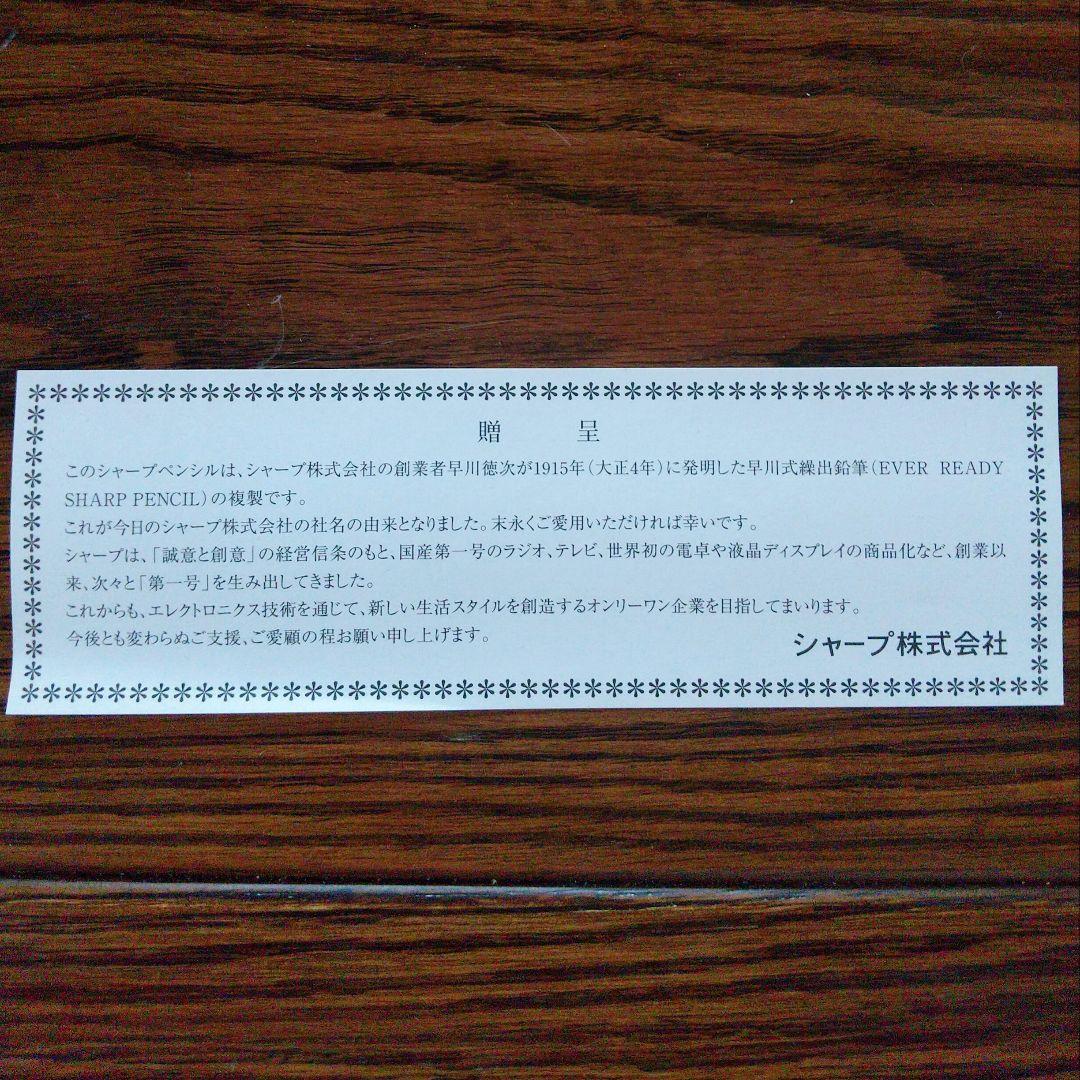 贈呈
このシャープペンシルは、シャープ株式会社の創業者早川徳次が1915年(大正4年)に発明した早川式繰出鉛筆(EVER READY
SHARP PENCIL)の複製です。
これが今日のシャープ株式会社の社名の由来となりました。末永くご愛用いただければ幸いです。
シャープは、「誠意と創意」の経営信条のもと、国産第一号のラジオ、テレビ、世界初の電卓や液晶ディスプレイの商品化など、創業以
来、次々と「第一号」を生み出してきました。
これからも、エレクトロニクス技術を通じて、新しい生活スタイルを創造するオンリーワン企業を目指してまいります。
今後とも変わらぬご支援、ご愛顧の程お願い申し上げます。
シャープ株式会社